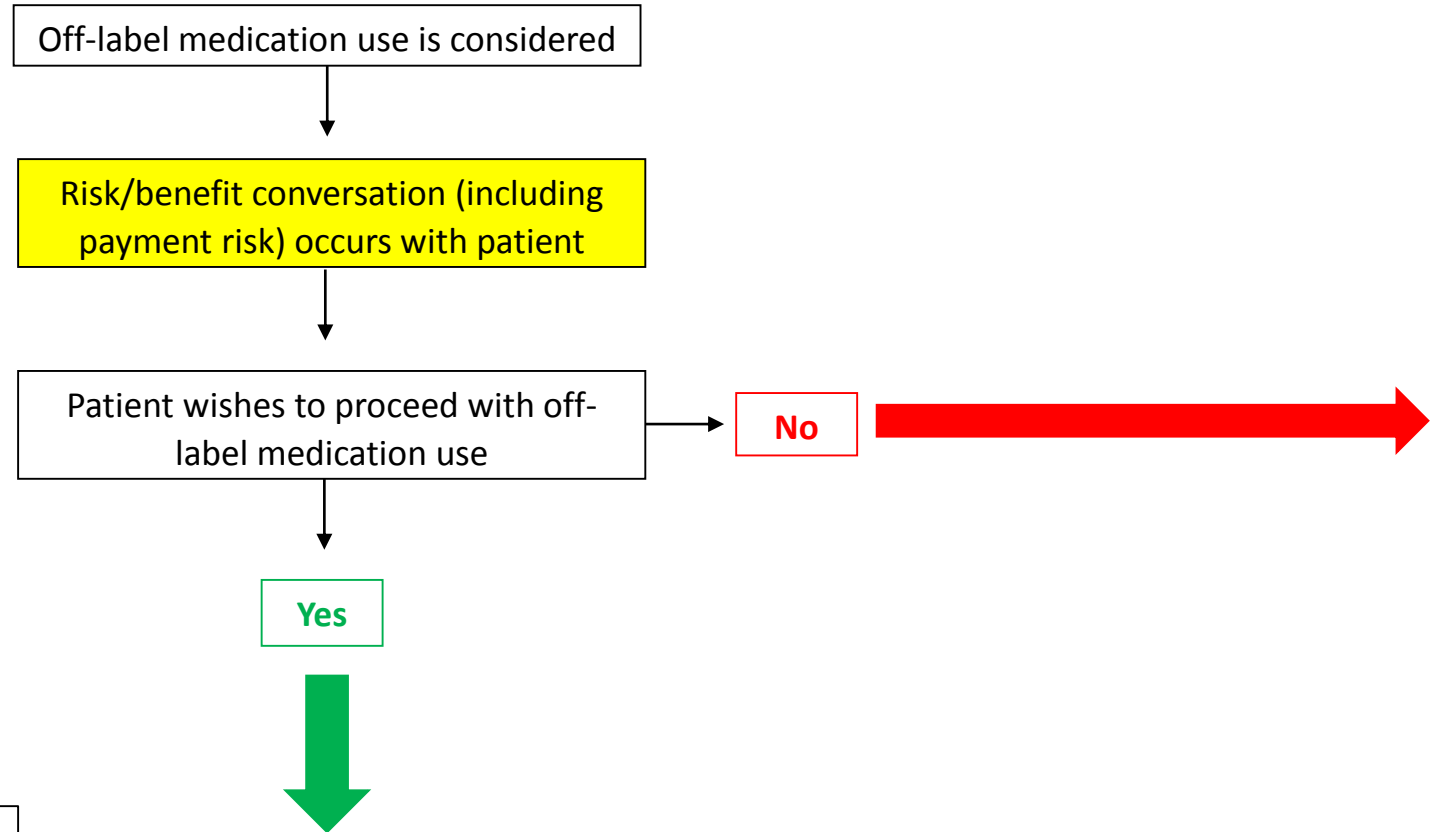 Off-label medication use is considered
Risk/benefit conversation (including
payment risk) occurs with patient
Patient wishes to proceed with off-
label medication use
No
Yes